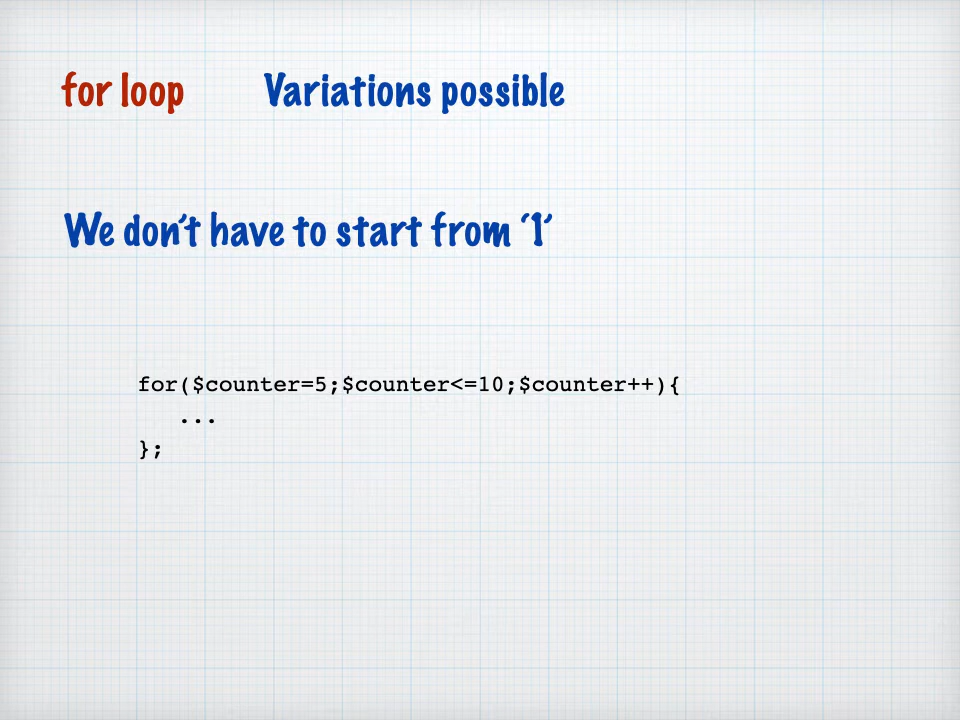 for loop Variations possible
We don’t have to start from ‘1’
for($counter=5;$counter<=10;$counter++){
...
};